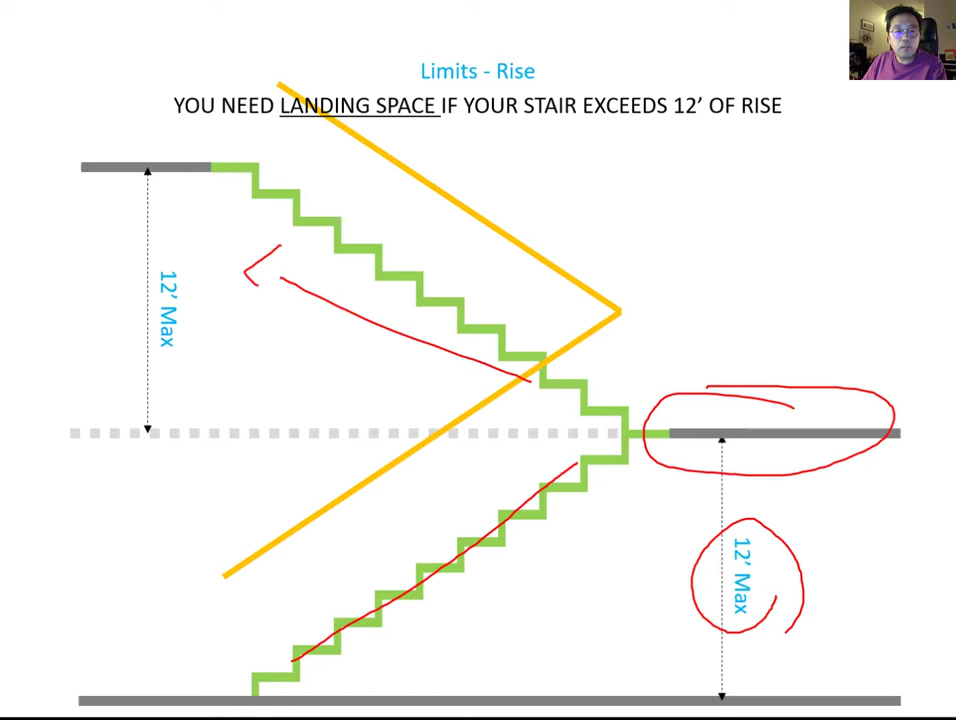 Limits - Rise
YOU NEED LANDING SPACE IF YOUR STAIR EXCEEDS 12’ OF RISE
12’ Max
12’ Max